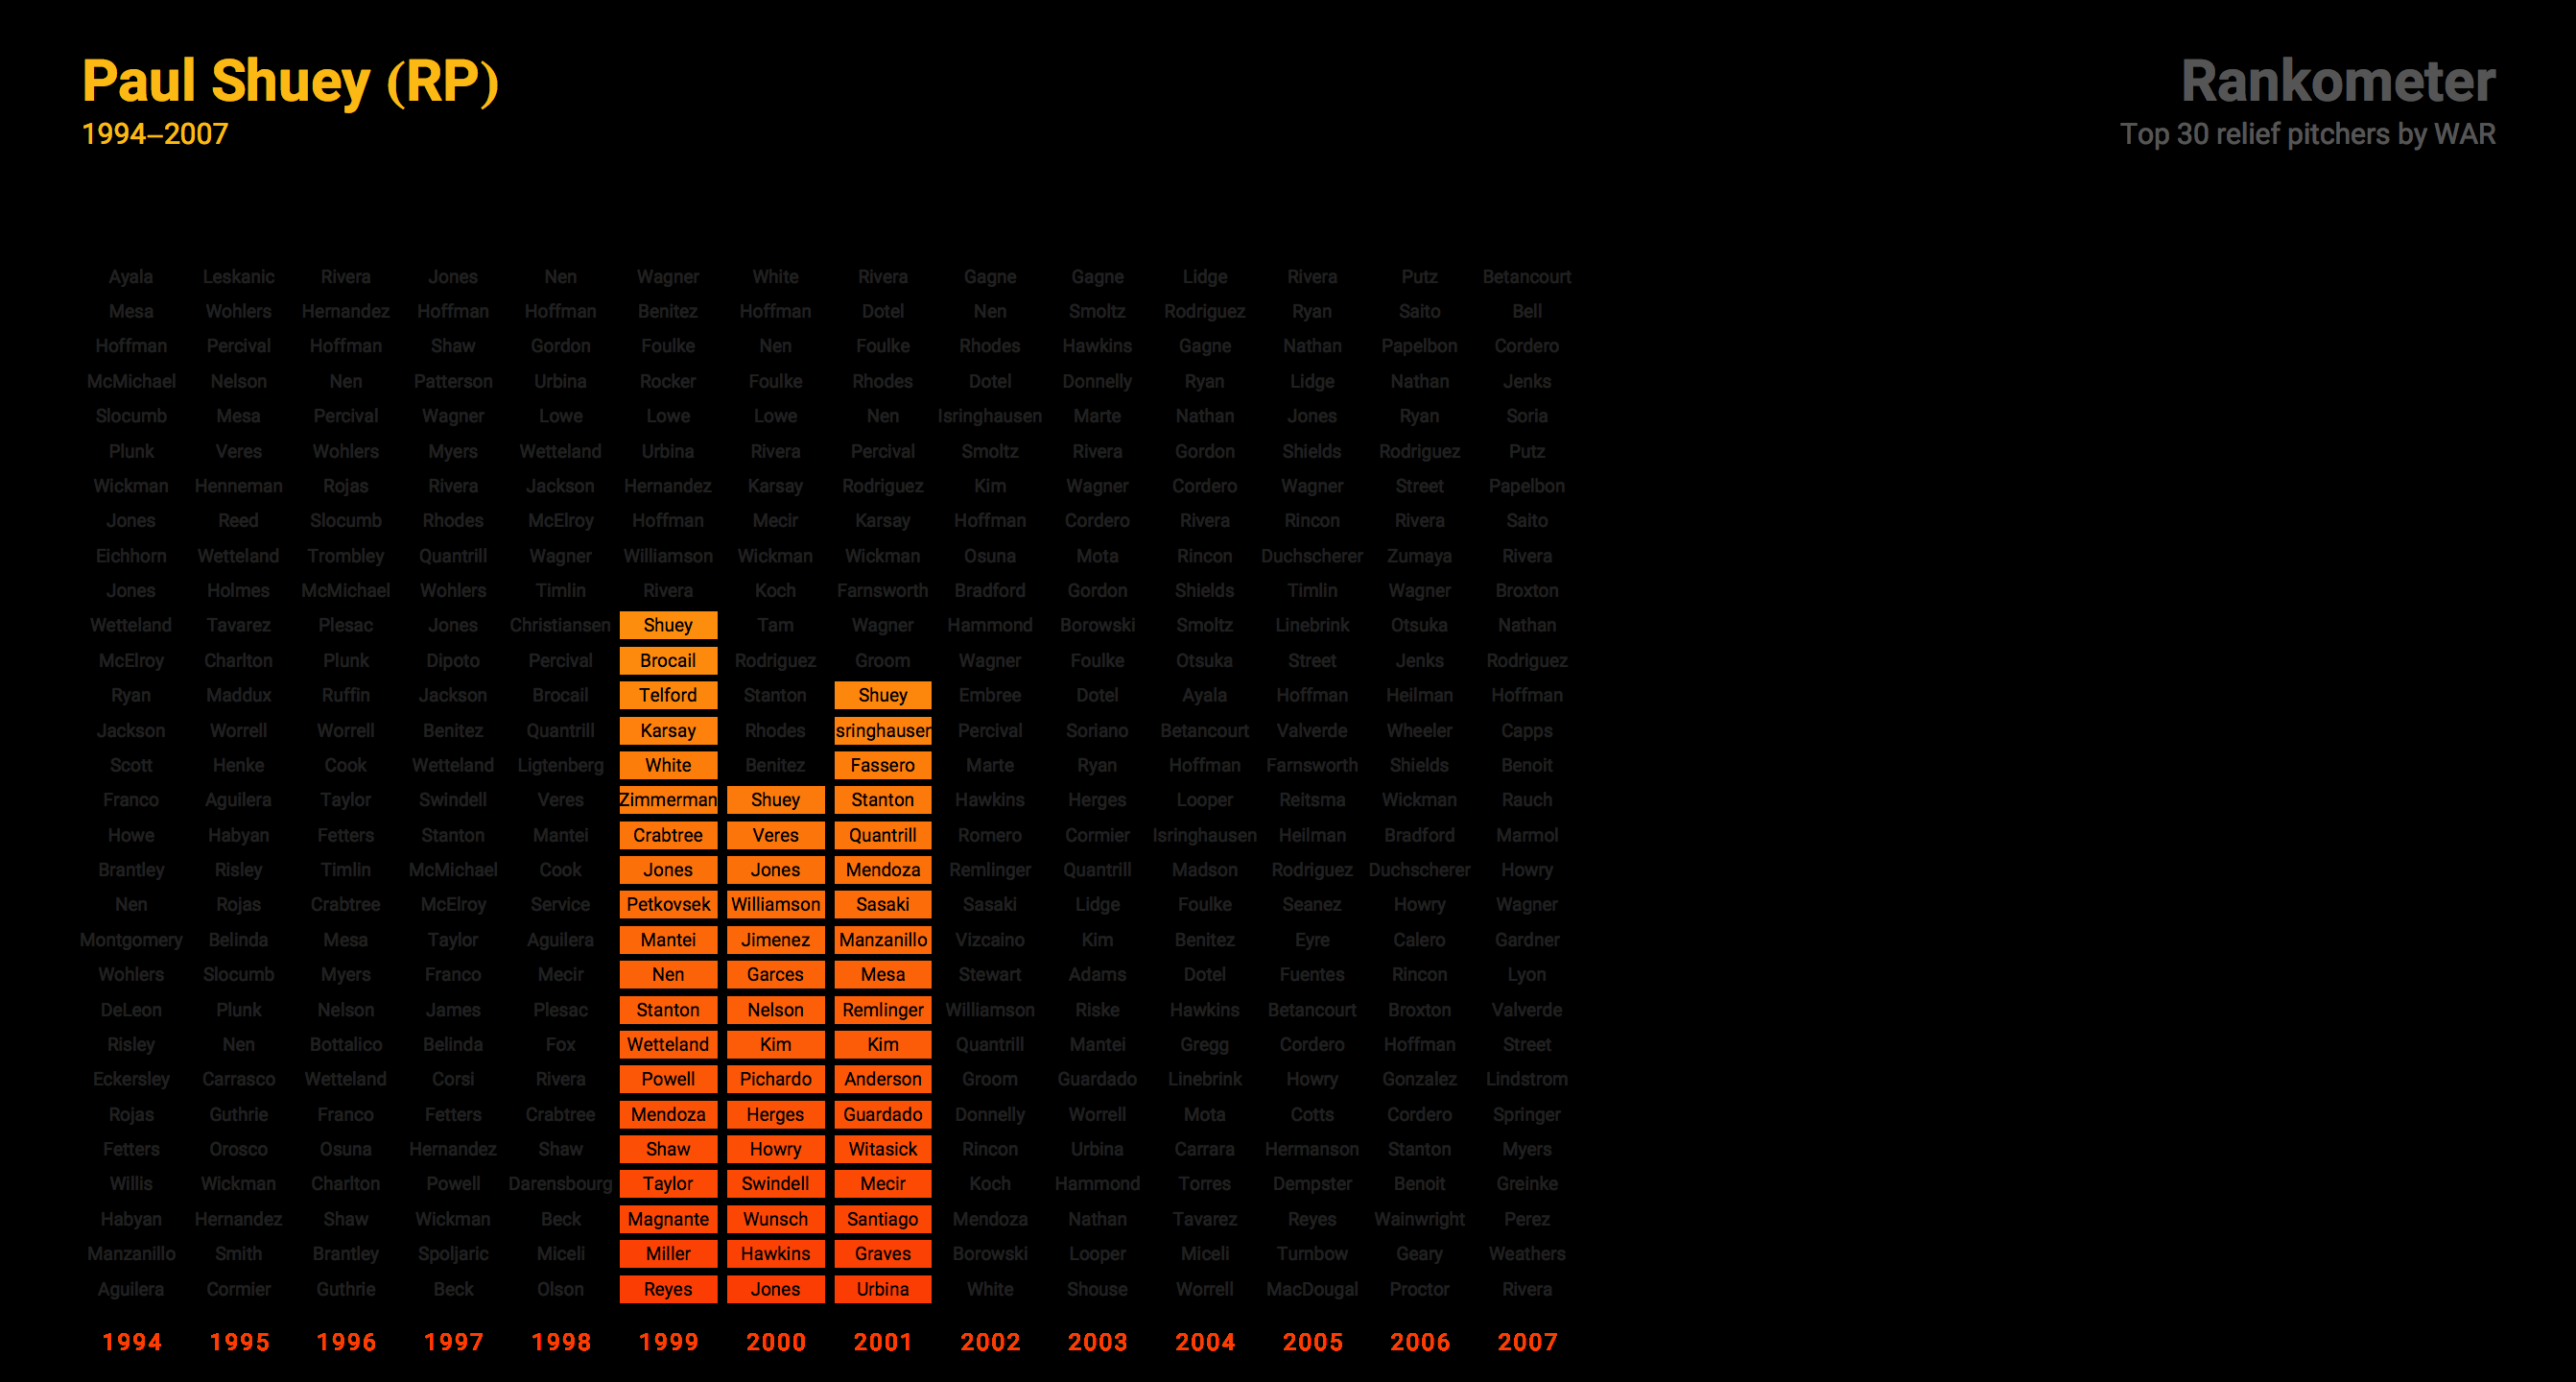 Paul Shuey (RP)
1994–2007
Rankometer
Top 30 relief pitchers by WAR
Ayala Leskanic Rivera Jones Nen Wagner White Rivera Gagne Gagne Lidge Rivera Putz Betancourt
Mesa Wohlers Hernandez Hoffman Hoffman Benitez Hoffman Dotel Nen Smoltz Rodriguez Ryan Saito Bell
Hoffman Percival Hoffman Shaw Gordon Foulke Nen Foulke Rhodes Hawkins Gagne Nathan Papelbon Cordero
McMichael Nelson Nen Patterson Urbina Rocker Foulke Rhodes Dotel Donnelly Ryan Lidge Nathan Jenks
Slocumb Mesa Percival Wagner Lowe Lowe Lowe Nen Isringhausen Marte Nathan Jones Ryan Soria
Plunk Veres Wohlers Myers Wetteland Urbina Rivera Percival Smoltz Rivera Gordon Shields Rodriguez Putz
Wickman Henneman Rojas Rivera Jackson Hernandez Karsay Rodriguez Kim Wagner Cordero Wagner Street Papelbon
Jones Reed Slocumb Rhodes McElroy Hoffman Mecir Karsay Hoffman Cordero Rivera Rincon Rivera Saito
Eichhorn Wetteland Trombley Quantrill Wagner Williamson Wickman Wickman Osuna Mota Rincon Duchscherer Zumaya Rivera
Jones Holmes McMichael Wohlers Timlin Rivera Koch Farnsworth Bradford Gordon Shields Timlin Wagner Broxton
Wetteland Tavarez Plesac Jones Christiansen Shuey Tam Wagner Hammond Borowski Smoltz Linebrink Otsuka Nathan
McElroy Charlton Plunk Dipoto Percival Brocail Rodriguez Groom Wagner Foulke Otsuka Street Jenks Rodriguez
Ryan Maddux Ruffin Jackson Brocail Telford Stanton Shuey Embree Dotel Ayala Hoffman Heilman Hoffman
Jackson Worrell Worrell Benitez Quantrill Karsay Rhodes sringhauser Percival Soriano Betancourt Valverde Wheeler Capps
Scott Henke Cook Wetteland Ligtenberg White Benitez Fassero Marte Ryan Hoffman Farnsworth Shields Benoit
Franco Aguilera Taylor Swindell Veres Zimmerman Shuey Stanton Hawkins Herges Looper Reitsma Wickman Rauch
Howe Habyan Fetters Stanton Mantei Crabtree Veres Quantrill Romero Cormier Isringhausen Heilman Bradford Marmol
Brantley Risley Timlin McMichael Cook Jones Jones Mendoza Remlinger Quantrill Madson Rodriguez Duchscherer Howry
Nen Rojas Crabtree McElroy Service Petkovsek Williamson Sasaki Sasaki Lidge Foulke Seanez Howry Wagner
Montgomery Belinda Mesa Taylor Aguilera Mantei Jimenez Manzanillo Vizcaino Kim Benitez Eyre Calero Gardner
Wohlers Slocumb Myers Franco Mecir Nen Garces Mesa Stewart Adams Dotel Fuentes Rincon Lyon
DeLeon Plunk Nelson James Plesac Stanton Nelson Remlinger Williamson Riske Hawkins Betancourt Broxton Valverde
Risley Nen Bottalico Belinda Fox Wetteland Kim Kim Quantrill Mantei Gregg Cordero Hoffman Street
Eckersley Carrasco Wetteland Corsi Rivera Powell Pichardo Anderson Groom Guardado Linebrink Howry Gonzalez Lindstrom
Rojas Guthrie Franco Fetters Crabtree Mendoza Herges Guardado Donnelly Worrell Mota Cotts Cordero Springer
Fetters Orosco Osuna Hernandez Shaw Shaw Howry Witasick Rincon Urbina Carrara Hermanson Stanton Myers
Willis Wickman Charlton Powell Darensbourg Taylor Swindell Mecir Koch Hammond Torres Dempster Benoit Greinke
Habyan Hernandez Shaw Wickman Beck Magnante Wunsch Santiago Mendoza Nathan Tavarez Reyes Wainwright Perez
Manzanillo Smith Brantley Spoljaric Miceli Miller Hawkins Graves Borowski Looper Miceli Turnbow Geary Weathers
Aguilera Cormier Guthrie Beck Olson Reyes Jones Urbina White Shouse Worrell MacDougal Proctor Rivera
1994 1995 1996 1997 1998 1999 2000 2001 2002 2003 2004 2005 2006 2007